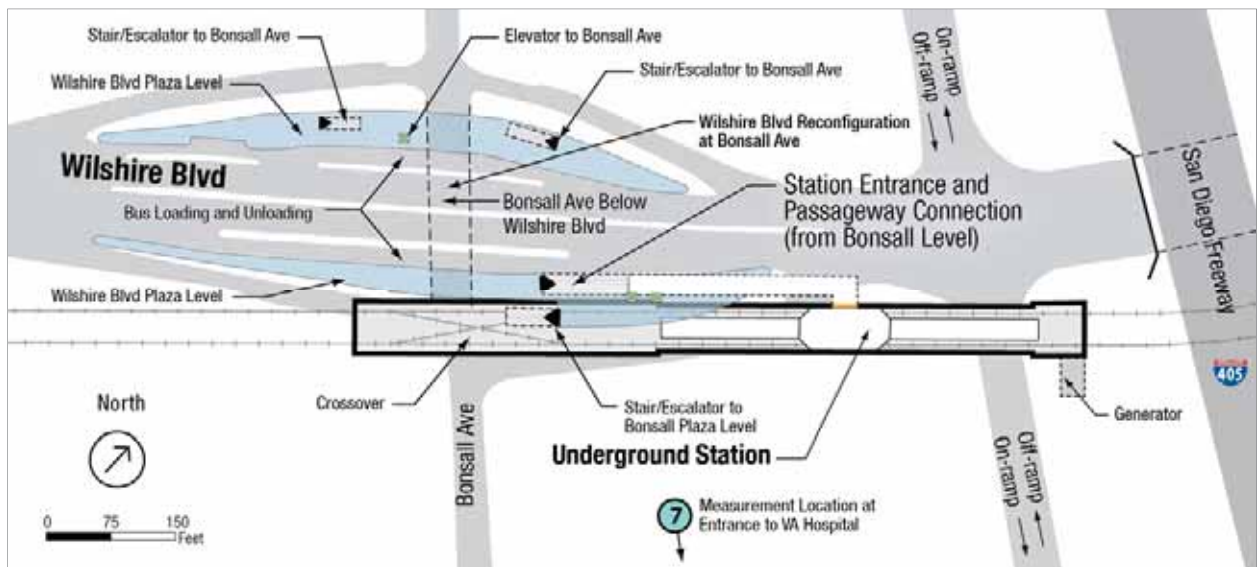 Stair/Escalator to Bonsall Ave
Elevator to Bonsall Ave
Stair/Escalator to Bonsall Ave
Wilshire Blvd Plaza Level
On-ramp
Off-ramp
Wilshire Blvd Reconfiguration
at Bonsall Ave
Wilshire Blvd
Station Entrance and
Passageway Connection
(from Bonsall Level)
San Diego Freeway
Bus Loading and Unloading
Bonsall Ave Below
Wilshire Blvd
Wilshire Blvd Plaza Level
405
North
Crossover
Bonsall Ave
Stair/Escalator to
Bonsall Plaza Level
Generator
Underground Station
Off-ramp
On-ramp
0 75 150
Feet
7
Measurement Location at
Entrance to VA Hospital